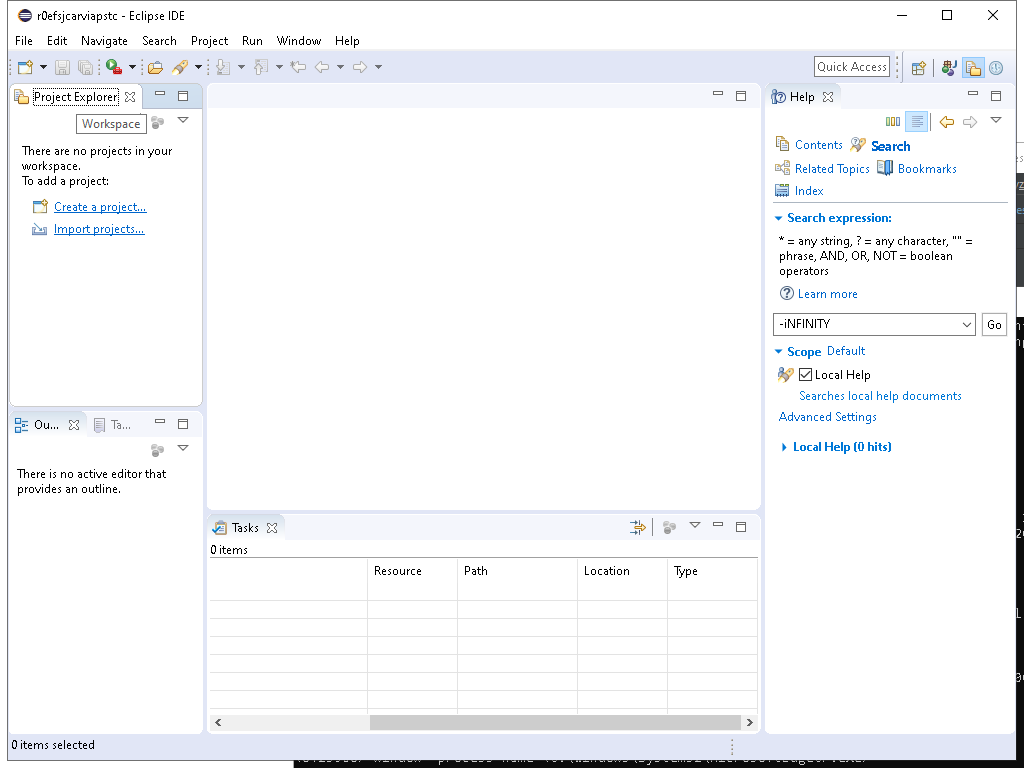 r0efsjcarviapstc - Eclipse IDE
File Edit Navigate Search Project Run Window Help
Quick Access
Project Explorer
Workspace
There are no projects in your
workspace.
To add a project:
Create a project...
Import projects...
Ou... Ta...
There is no active editor that
provides an outline.
Tasks
0 items
Resource Path Location Type
Help
Contents Search
Related Topics Bookmarks
Index
Search expression:
* = any string, ? = any character, "" =
phrase, AND, OR, NOT = boolean
operators
Learn more
-iNFINITY Go
Scope Default
Local Help
Searches local help documents
Advanced Settings
Local Help (0 hits)
0 items selected